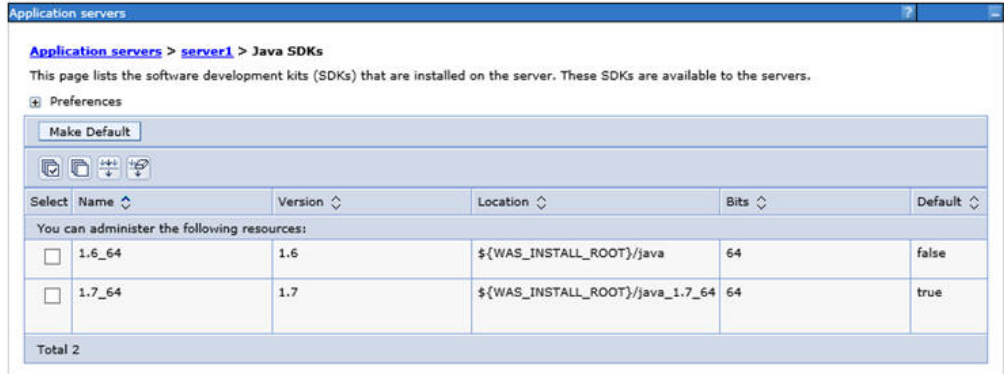 Application servers ?
Application servers > server1 > Java SDKs
This page lists the software development kits (SDKs) that are installed on the server. These SDKs are available to the servers.
Preferences
Make Default
Select Name Version Location Bits Default
You can administer the following resources:
1.6_64 1.6 ${WAS_INSTALL_ROOT}/java 64 false
1.7_64 1.7 ${WAS_INSTALL_ROOT}/java_1.7_64 64 true
Total 2